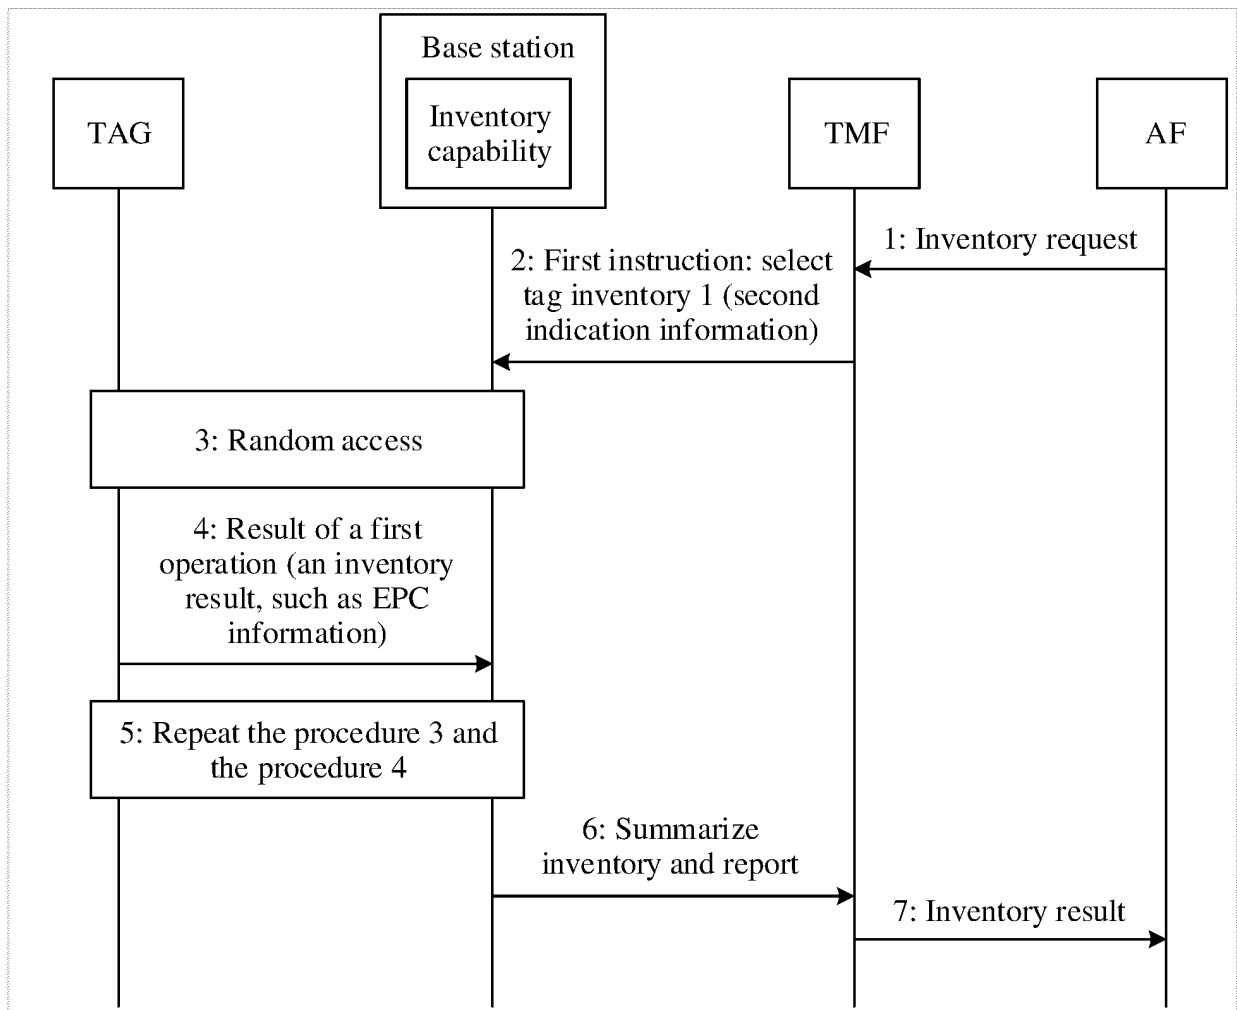 Base station
TAG
Inventory
capability
TMF
AF
1: Inventory request
2: First instruction: select
tag inventory 1 (second
indication information)
3: Random access
4: Result of a first
operation (an inventory
result, such as EPC
information)
5: Repeat the procedure 3 and
the procedure 4
6: Summarize
inventory and report
7: Inventory result